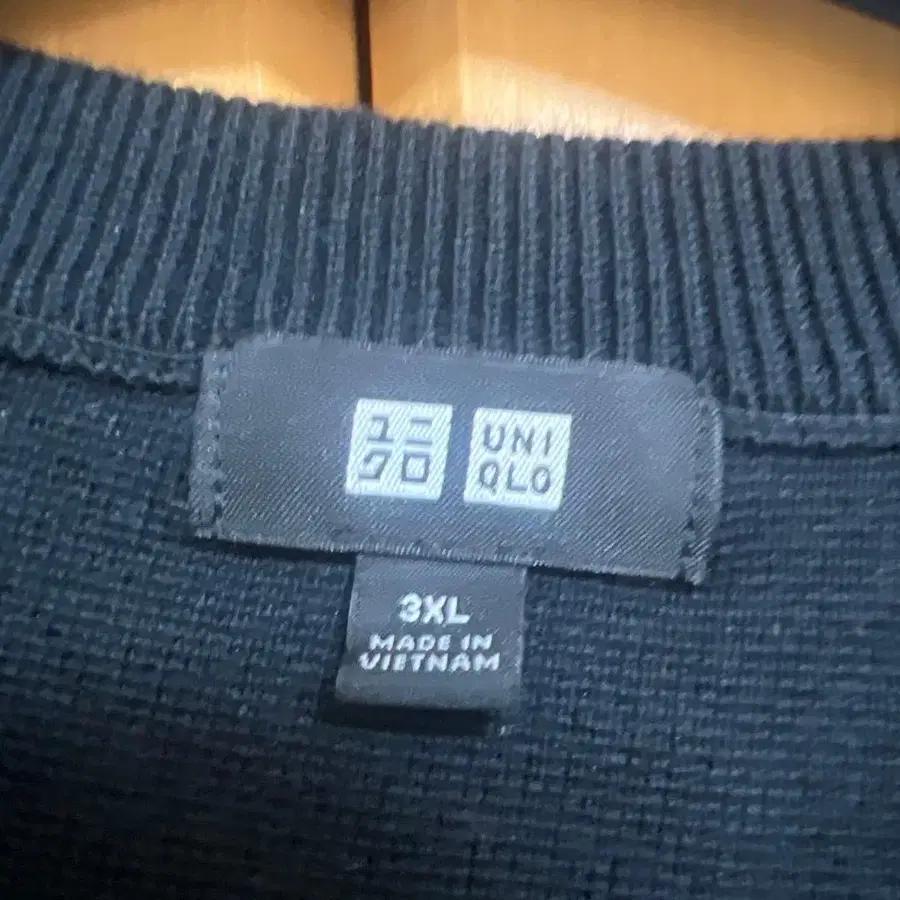 ユニ
クロ
UNI
QLO
3XL
MADE IN
VIETNAM